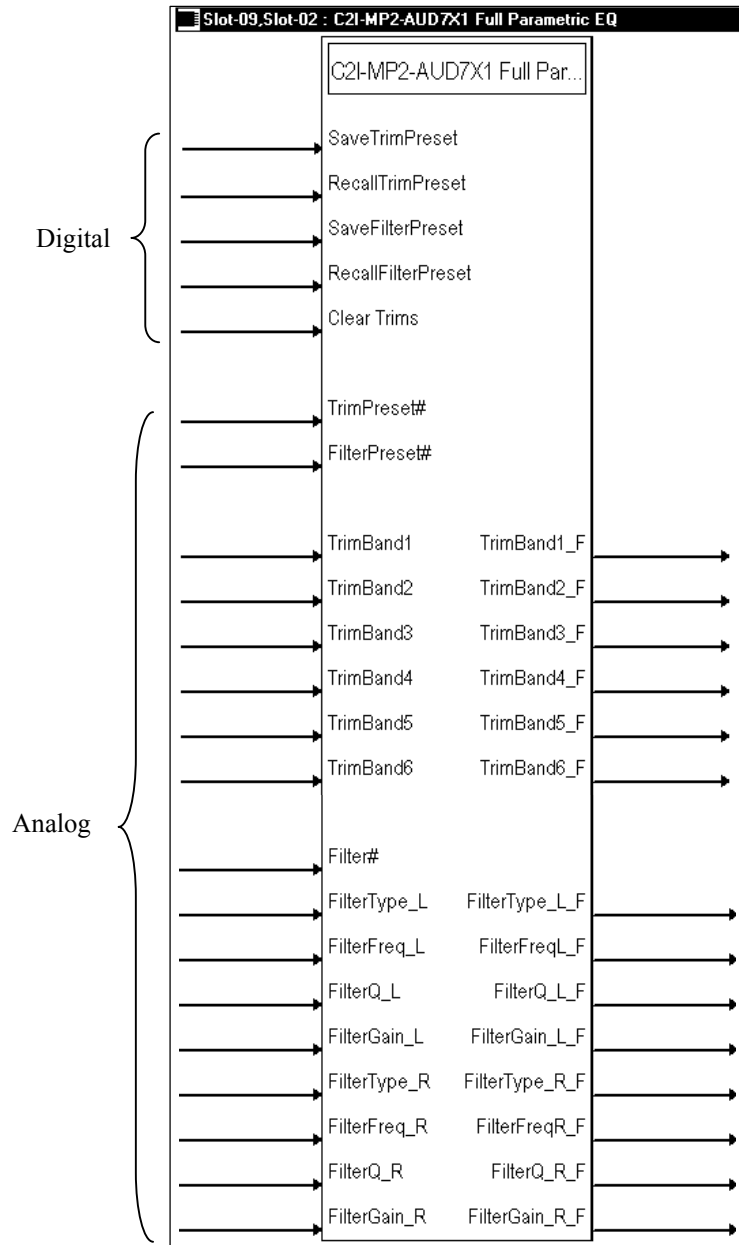 Slot-09,Slot-02 : C2I-MP2-AUD7X1 Full Parametric EQ
C2I-MP2-AUD7X1 Full Par...
Digital
SaveTrimPreset
RecallTrimPreset
SaveFilterPreset
RecallFilterPreset
Clear Trims
Analog
TrimPreset#
FilterPreset#
TrimBand1 TrimBand1_F
TrimBand2 TrimBand2_F
TrimBand3 TrimBand3_F
TrimBand4 TrimBand4_F
TrimBand5 TrimBand5_F
TrimBand6 TrimBand6_F
Filter#
FilterType_L FilterType_L_F
FilterFreq_L FilterFreqL_F
FilterQ_L FilterQ_L_F
FilterGain_L FilterGain_L_F
FilterType_R FilterType_R_F
FilterFreq_R FilterFreqR_F
FilterQ_R FilterQ_R_F
FilterGain_R FilterGain_R_F